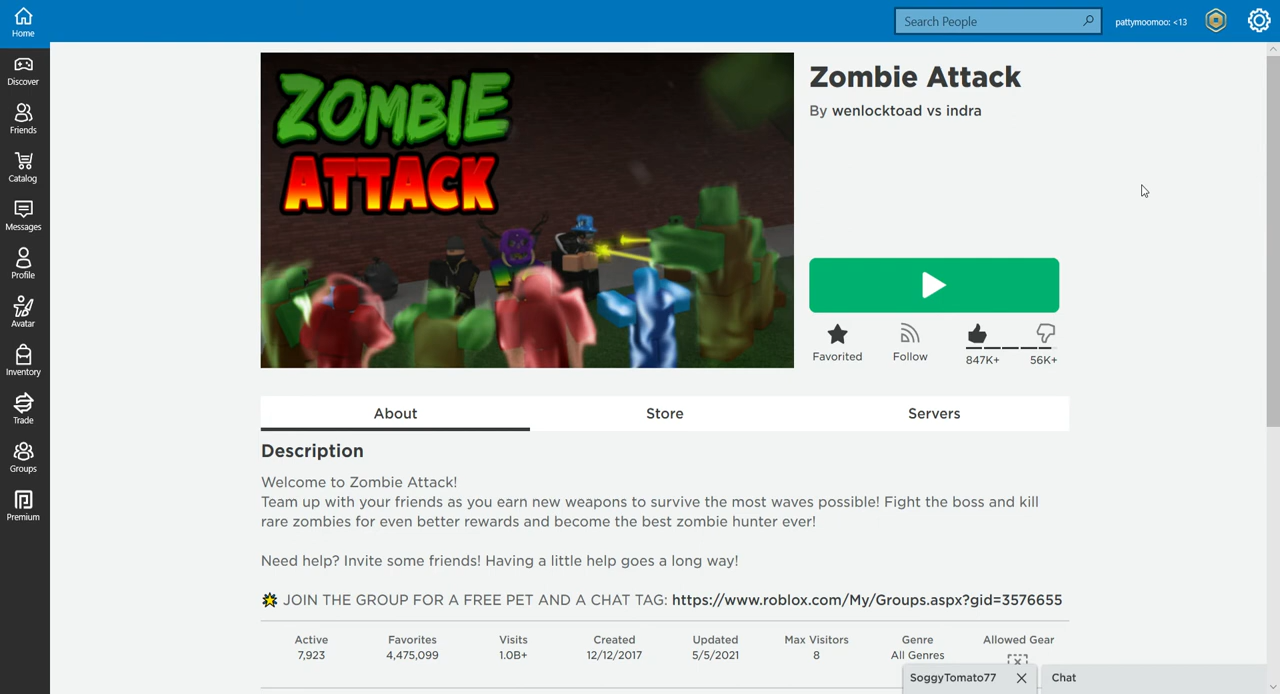 Home
Search People
pattymoomoo: <13
Discover
Friends
Catalog
Messages
Profile
Avatar
Inventory
Trade
Groups
Premium
ZOMBIE
ATTACK
Zombie Attack
By wenlocktoad vs indra
Favorited
Follow
847K+
56K+
About
Store
Servers
Description
Welcome to Zombie Attack!
Team up with your friends as you earn new weapons to survive the most waves possible! Fight the boss and kill
rare zombies for even better rewards and become the best zombie hunter ever!
Need help? Invite some friends! Having a little help goes a long way!
🌟 JOIN THE GROUP FOR A FREE PET AND A CHAT TAG: https://www.roblox.com/My/Groups.aspx?gid=3576655
Active Favorites Visits Created Updated Max Visitors Genre Allowed Gear
7,923 4,475,099 1.0B+ 12/12/2017 5/5/2021 8 All Genres
SoggyTomato77
Chat